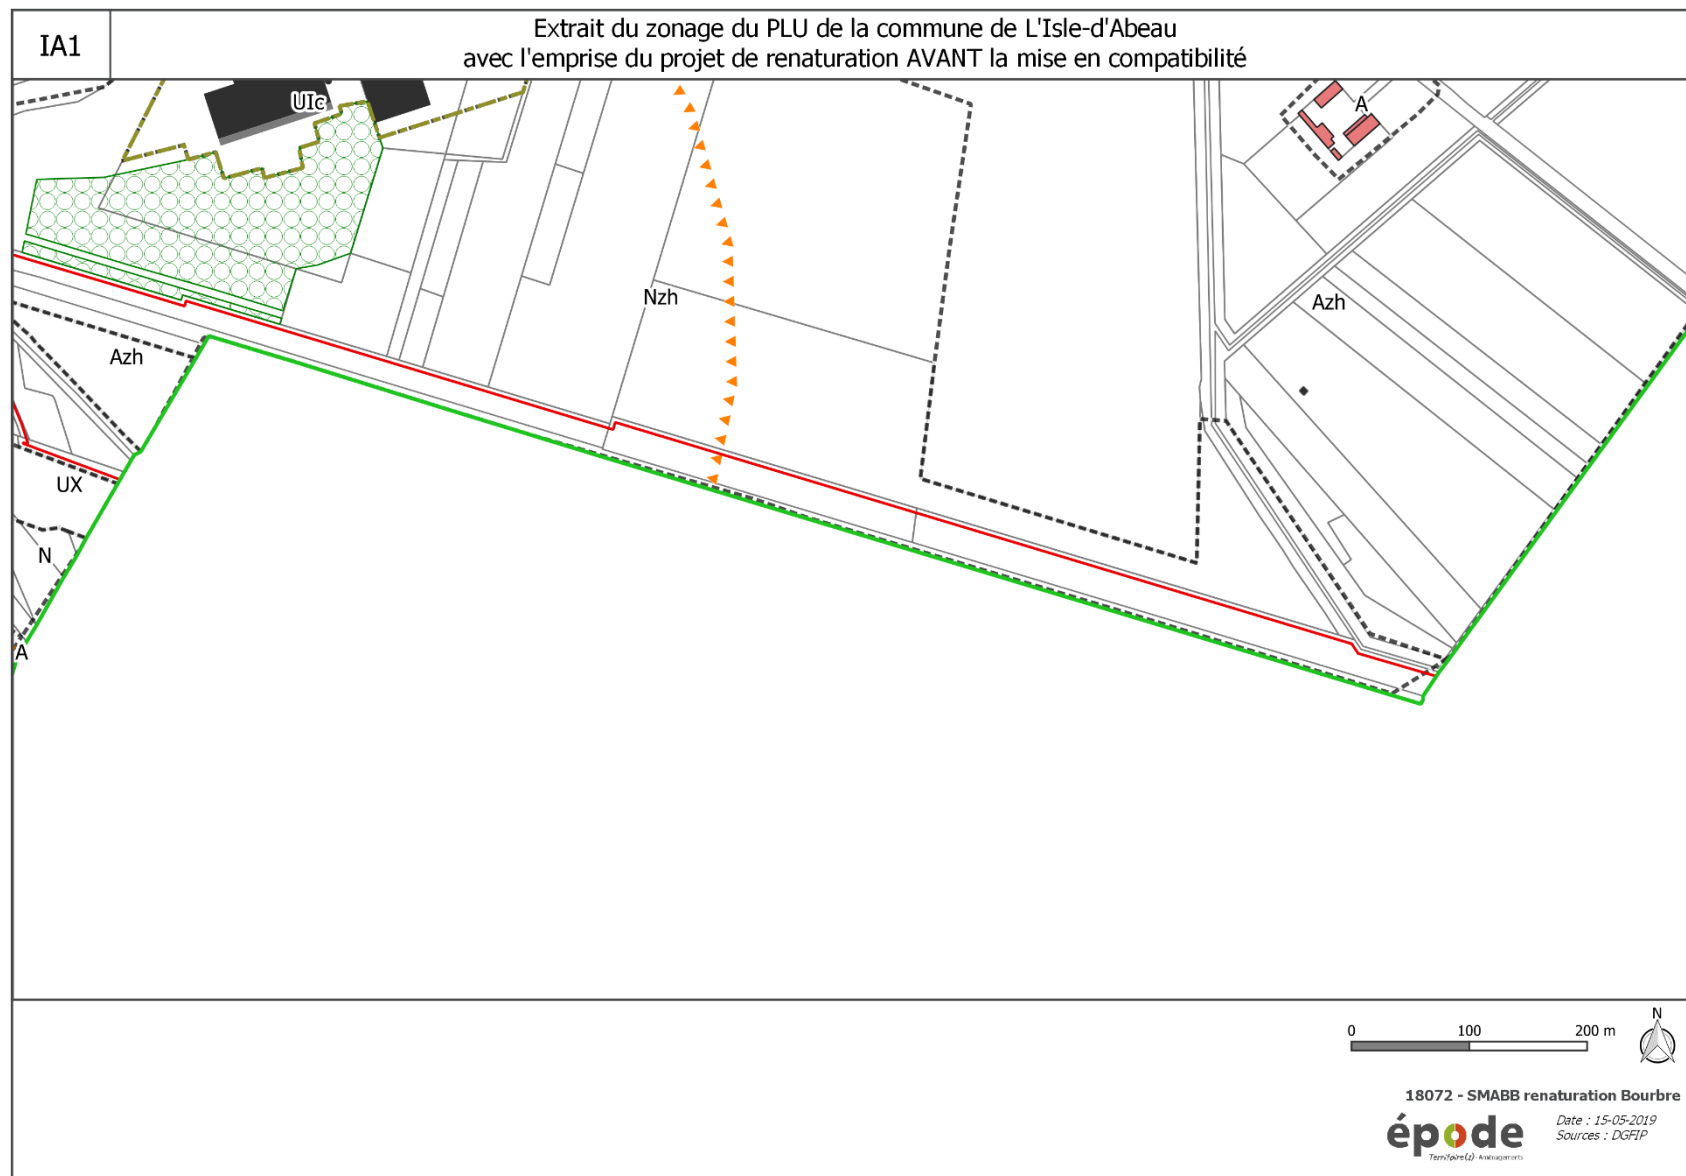 IA1
Extrait du zonage du PLU de la commune de L'Isle-d'Abeau
avec l'emprise du projet de renaturation AVANT la mise en compatibilité
UIc
A
Nzh
Azh
Azh
UX
N
A
0 100 200 m
N
18072 - SMABB renaturation Bourbre
épode
Territoire(s) - Aménagements
Date : 15-05-2019
Sources : DGFIP